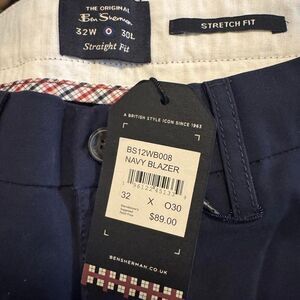 THE ORIGINAL
Ben Sherman
32W 30L
Straight Fit
STRETCH FIT
A BRITISH STYLE ICON SINCE 1963
BS12WB008
NAVY BLAZER
32 X O30
$89.00
BENSHERMAN.CO.UK